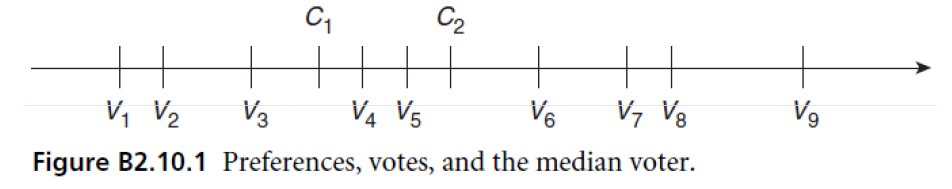 C₁ C₂
V₁ V₂ V₃ V₄ V₅ V₆ V₇ V₈ V₉
Figure B2.10.1 Preferences, votes, and the median voter.